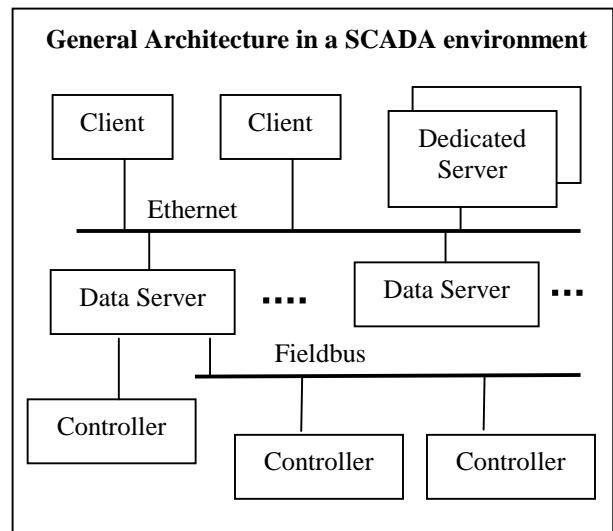 General Architecture in a SCADA environment
Client
Client
Dedicated
Server
Ethernet
Data Server
....
Data Server
...
Fieldbus
Controller
Controller
Controller